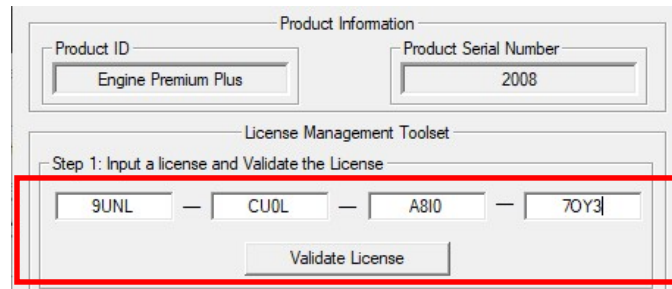 Product Information
Product ID
Product Serial Number
Engine Premium Plus
2008
License Management Toolset
Step 1: Input a license and Validate the License
9UNL — CU0L — A8I0 — 7OY3
Validate License